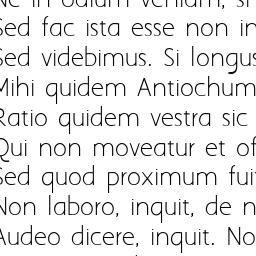 Ne in odium veniam, si
Sed fac ista esse non in
Sed videbimus. Si longus
Mihi quidem Antiochum
Ratio quidem vestra sic
Qui non moveatur et of
Sed quod proximum fuit
Non laboro, inquit, de n
Audeo dicere, inquit. No